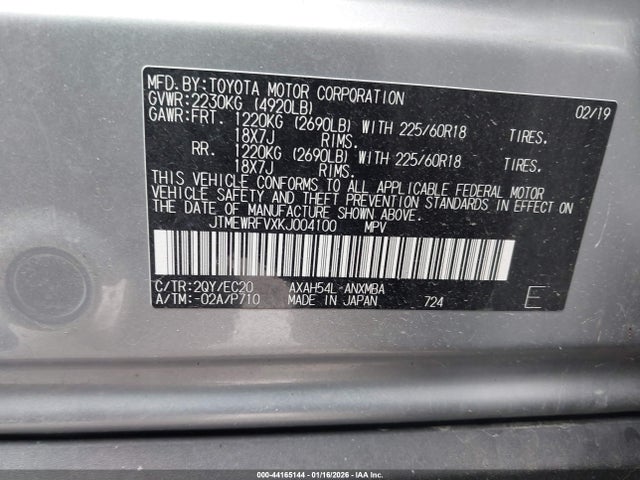 MFD. BY: TOYOTA MOTOR CORPORATION 02/19
GVWR: 2230KG (4920LB)
GAWR: FRT. 1220KG (2690LB) WITH 225/60R18 TIRES.
18X7J RIMS.
RR. 1220KG (2690LB) WITH 225/60R18 TIRES.
18X7J RIMS.
THIS VEHICLE CONFORMS TO ALL APPLICABLE FEDERAL MOTOR
VEHICLE SAFETY AND THEFT PREVENTION STANDARDS IN EFFECT ON
THE DATE OF MANUFACTURE SHOWN ABOVE.
JTMEWRFVXKJ004100 MPV
C/TR: 2QY/EC20 AXAH54L-ANXMBA
A/TM: -02A/P710 MADE IN JAPAN 724 E
000-44165144 - 01/16/2026 - IAA Inc.